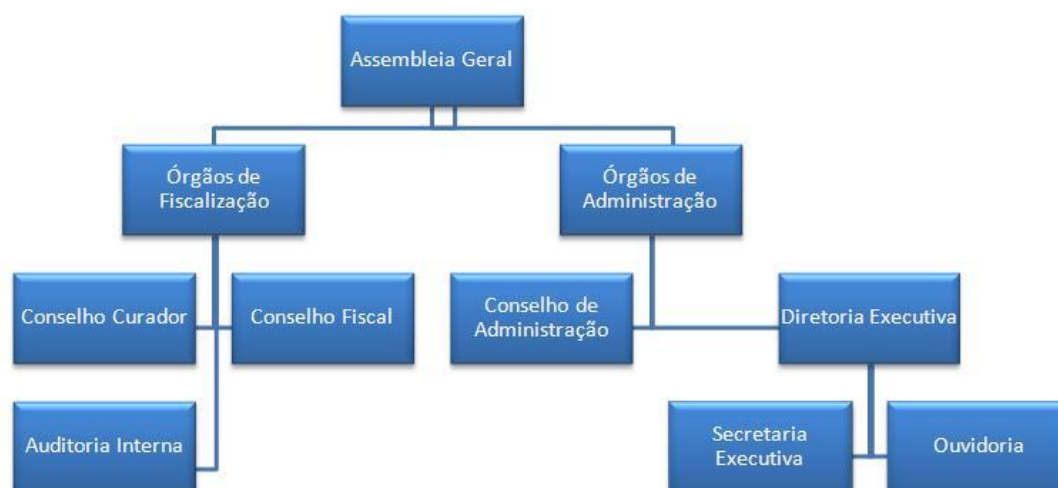 Assembleia Geral
Órgãos de
Fiscalização
Órgãos de
Administração
Conselho Curador
Conselho Fiscal
Conselho de
Administração
Diretoria Executiva
Auditoria Interna
Secretaria
Executiva
Ouvidoria